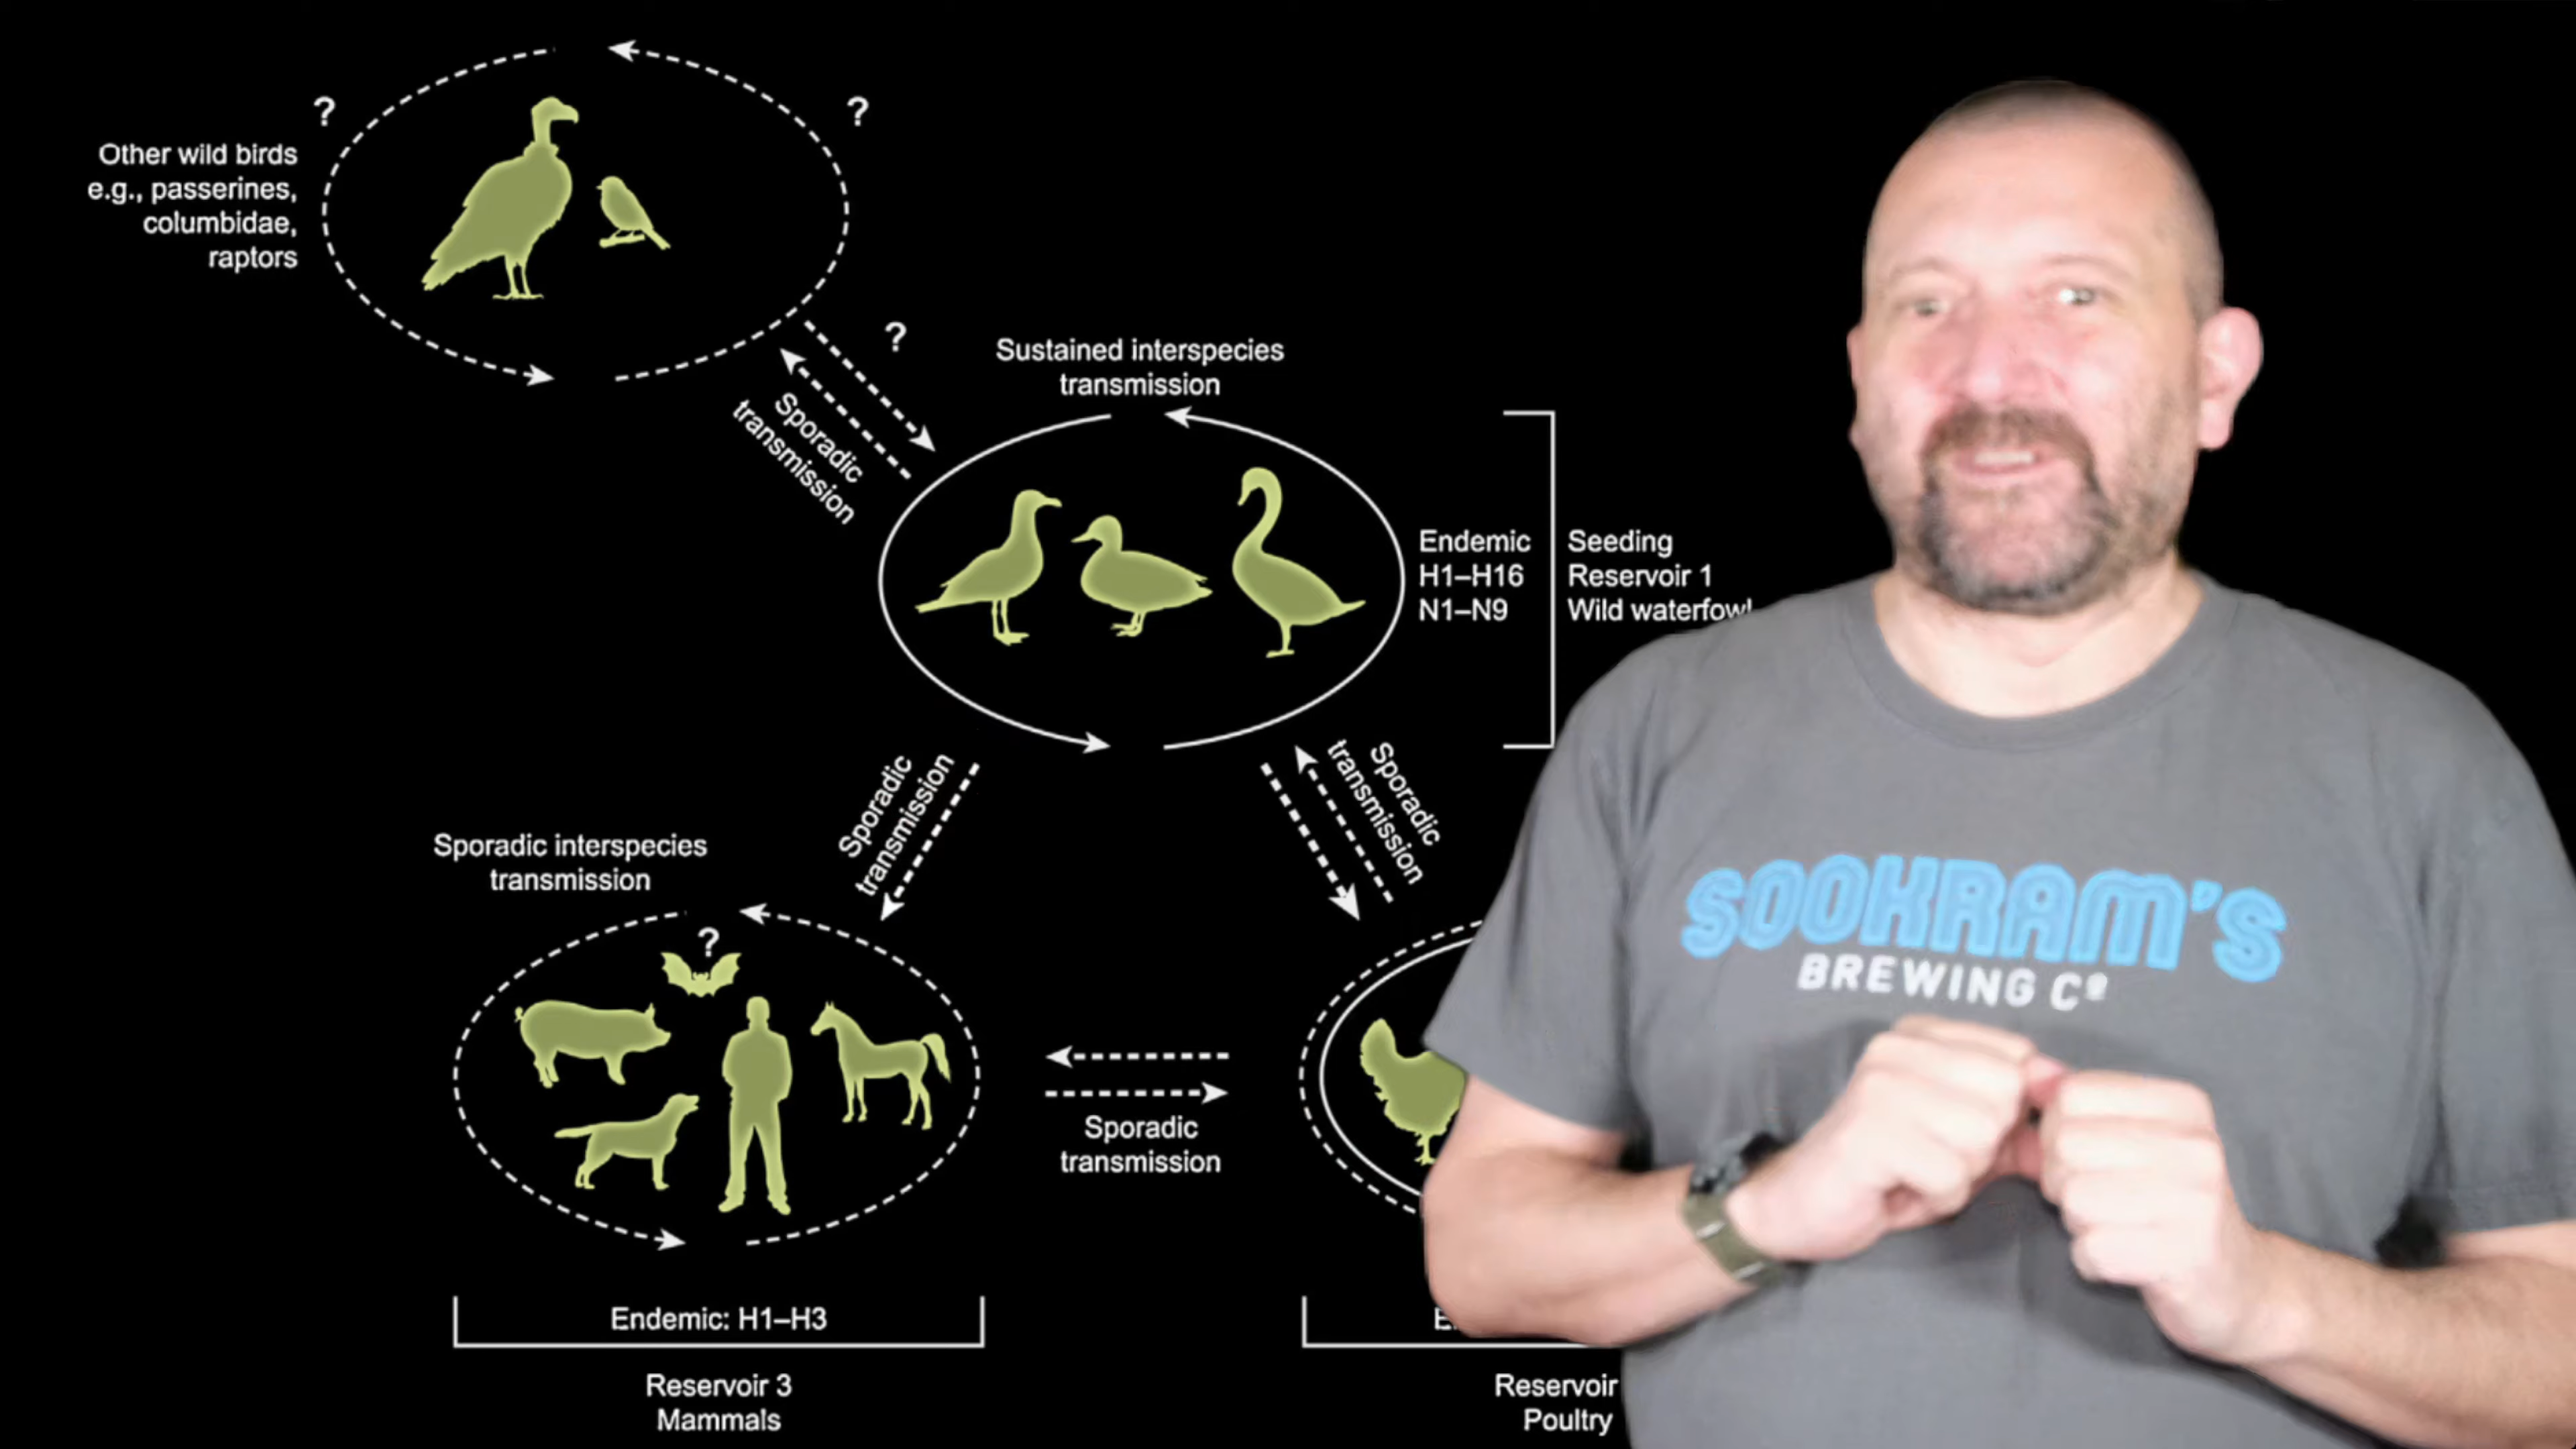 ?
?
Other wild birds
e.g., passerines,
columbidae,
raptors
?
Sporadic
transmission
Sustained interspecies
transmission
Endemic
H1–H16
N1–N9
Seeding
Reservoir 1
Wild waterfowl
Sporadic
transmission
Sporadic
transmission
Sporadic interspecies
transmission
?
Sporadic
transmission
Endemic: H1–H3
Reservoir 3
Mammals
Reservoir
Poultry
SOOKRAM'S
BREWING Cº